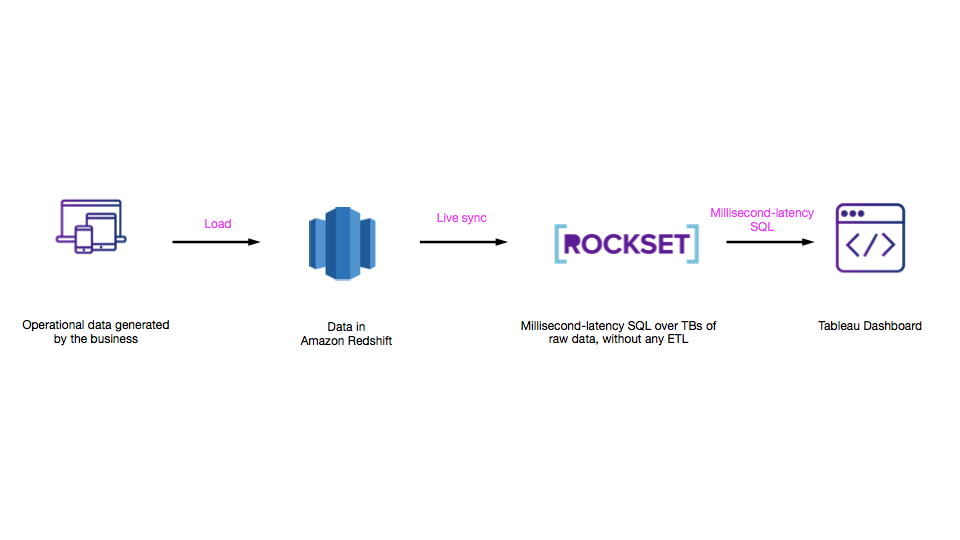 Load
Live sync
Millisecond-latency
SQL
[ROCKSET]
</>
Operational data generated
by the business
Data in
Amazon Redshift
Millisecond-latency SQL over TBs of
raw data, without any ETL
Tableau Dashboard